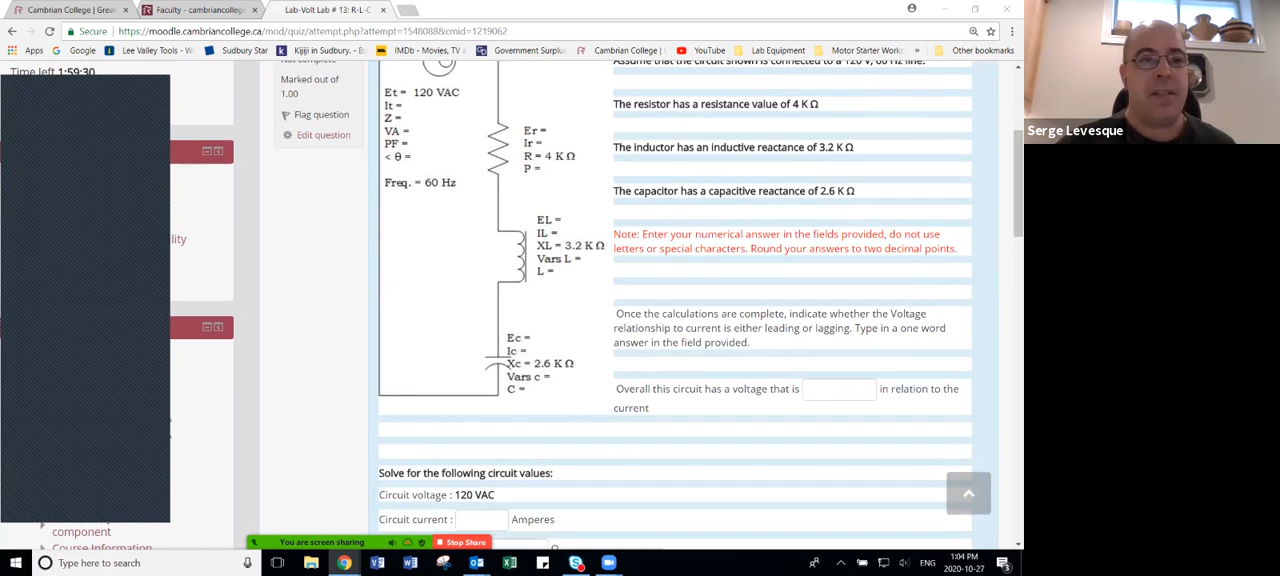 Cambrian College | Great
Faculty - cambriancolleg
Lab-Volt Lab # 13: R-L-C
Secure
https://moodle.cambriancollege.ca/mod/quiz/attempt.php?attempt=1548088&cmid=1219062
Apps
Google
Lee Valley Tools - W
Sudbury Star
Kijiji in Sudbury. - Bu
IMDb - Movies, TV a
Government Surplu
Cambrian College |
YouTube
Lab Equipment
Motor Starter Works
»
Other bookmarks
Time left 1:59:30
Marked out of
1.00
Flag question
Edit question
lity
component
Course Information
Et = 120 VAC
It =
Z =
VA =
PF =
< θ =
Freq. = 60 Hz
Er =
Ir =
R = 4 K Ω
P =
EL =
IL =
XL = 3.2 K Ω
Vars L =
L =
Ec =
Ic =
Xc = 2.6 K Ω
Vars c =
C =
Assume that the circuit shown is connected to a 120 V, 60 Hz line.
The resistor has a resistance value of 4 K Ω
The inductor has an inductive reactance of 3.2 K Ω
The capacitor has a capacitive reactance of 2.6 K Ω
Note: Enter your numerical answer in the fields provided, do not use
letters or special characters. Round your answers to two decimal points.
Once the calculations are complete, indicate whether the Voltage
relationship to current is either leading or lagging. Type in a one word
answer in the field provided.
Overall this circuit has a voltage that is in relation to the
current
Solve for the following circuit values:
Circuit voltage : 120 VAC
Circuit current : Amperes
You are screen sharing
Stop Share
Type here to search
ENG
1:04 PM
2020-10-27
Serge Levesque